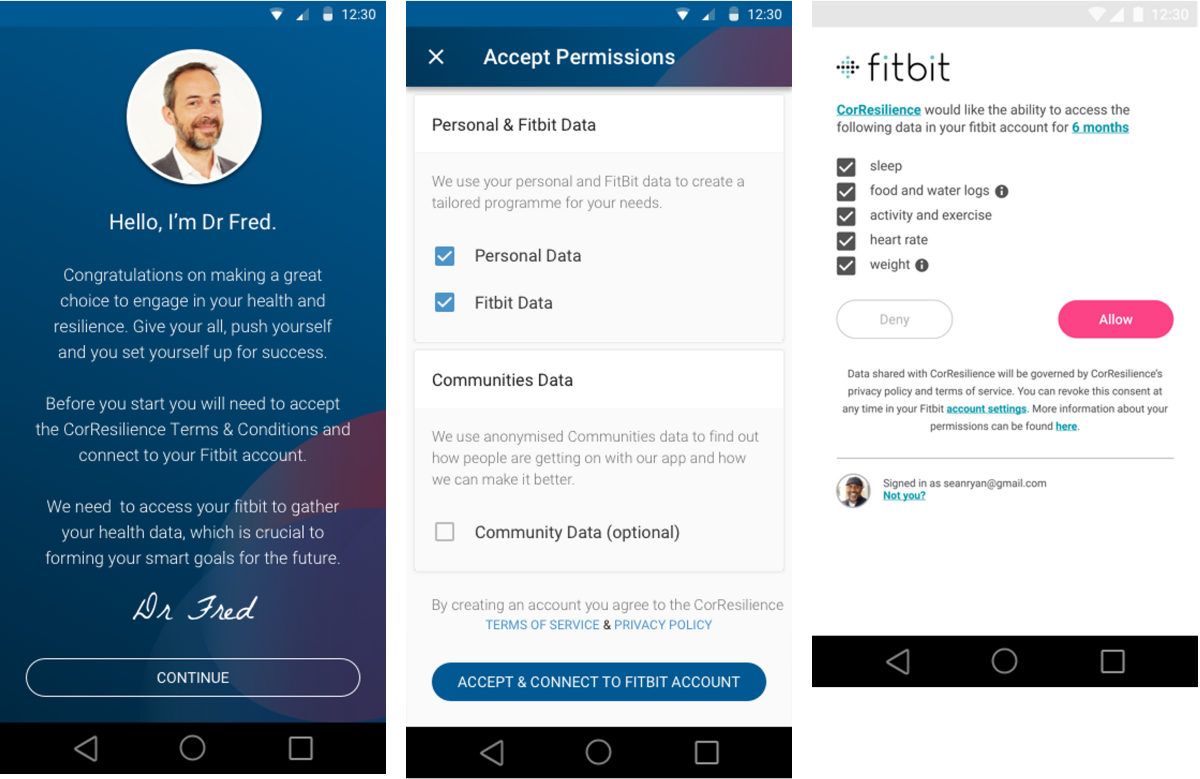 12:30
Hello, I'm Dr Fred.
Congratulations on making a great
choice to engage in your health and
resilience. Give your all, push yourself
and you set yourself up for success.
Before you start you will need to accept
the CorResilience Terms & Conditions and
connect to your Fitbit account.
We need to access your fitbit to gather
your health data, which is crucial to
forming your smart goals for the future.
Dr Fred
CONTINUE
12:30
Accept Permissions
Personal & Fitbit Data
We use your personal and FitBit data to create a
tailored programme for your needs.
Personal Data
Fitbit Data
Communities Data
We use anonymised Communities data to find out
how people are getting on with our app and how
we can make it better.
Community Data (optional)
By creating an account you agree to the CorResilience
TERMS OF SERVICE & PRIVACY POLICY
ACCEPT & CONNECT TO FITBIT ACCOUNT
12:30
fitbit
CorResilience would like the ability to access the
following data in your fitbit account for 6 months
sleep
food and water logs
activity and exercise
heart rate
weight
Deny
Allow
Data shared with CorResilience will be governed by CorResilience's
privacy policy and terms of service. You can revoke this consent at
any time in your Fitbit account settings. More information about your
permissions can be found here.
Signed in as seanryan@gmail.com
Not you?